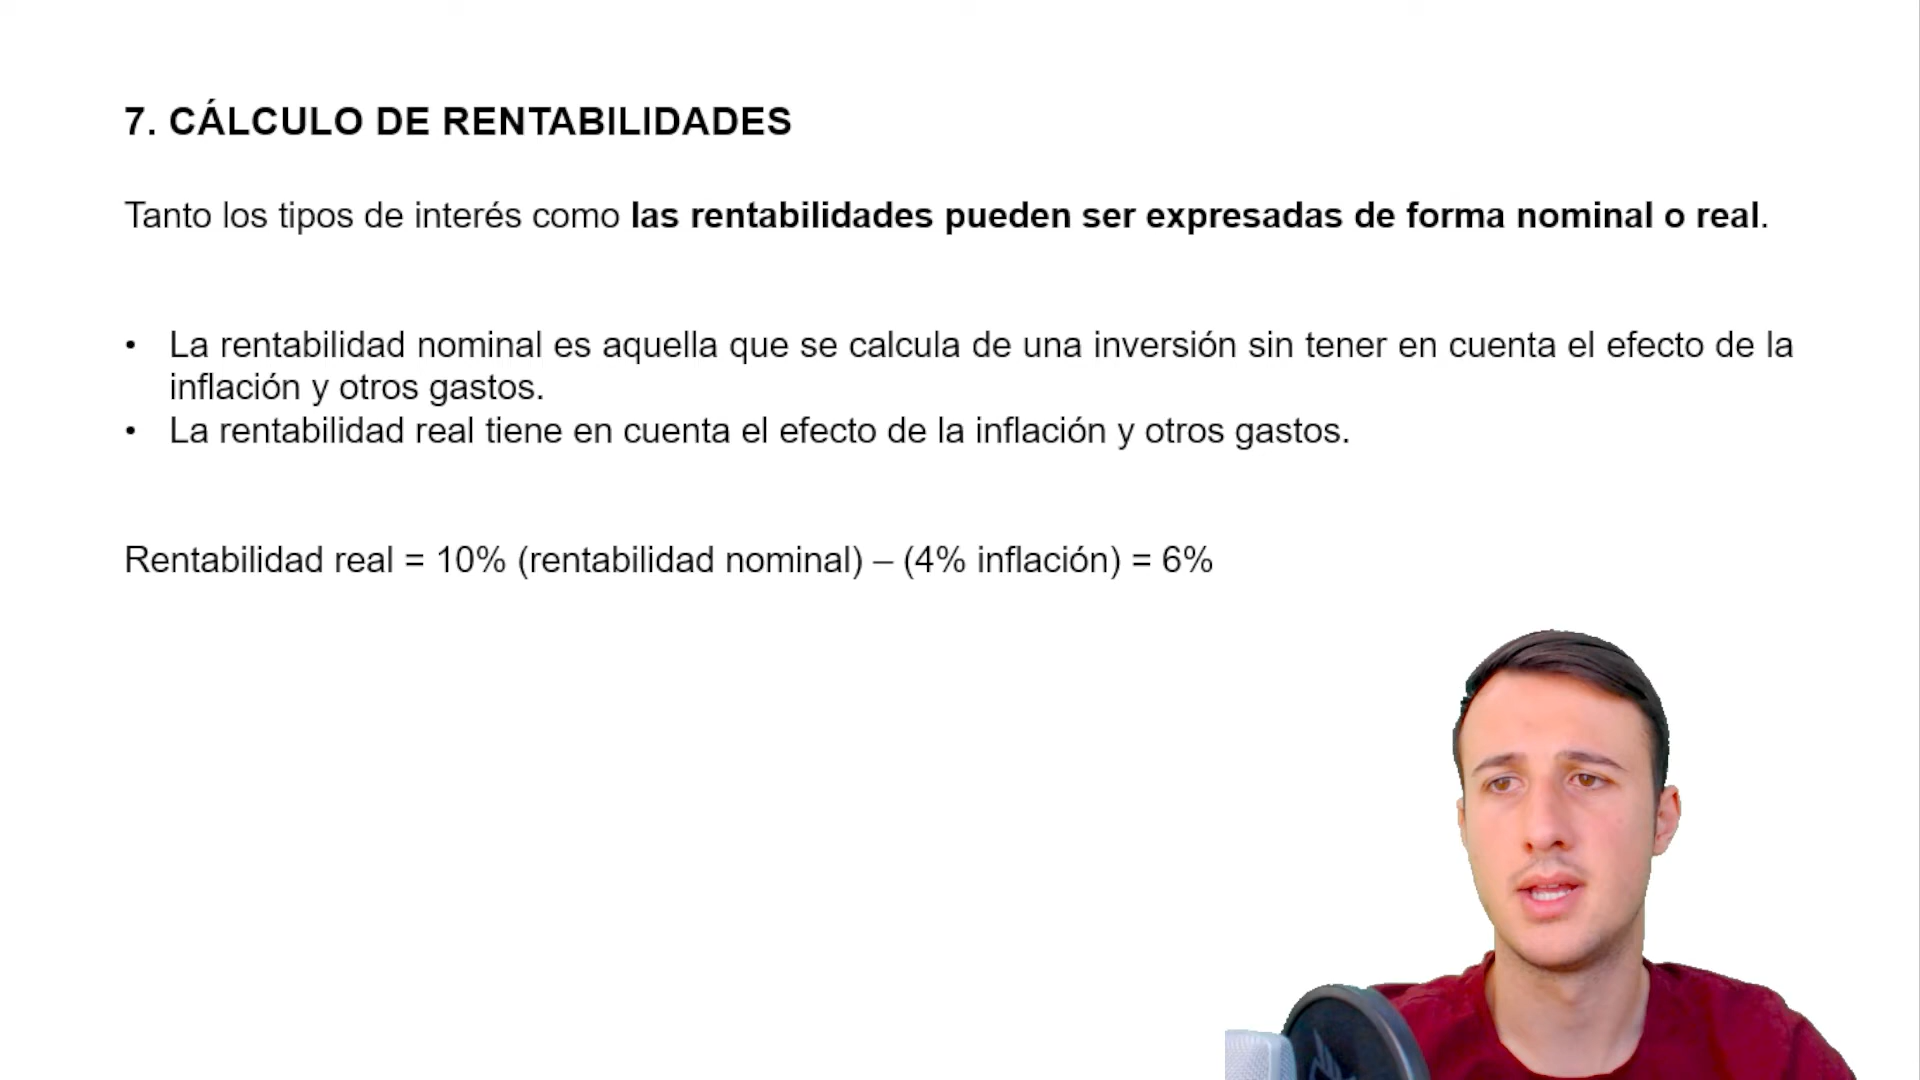 7. CÁLCULO DE RENTABILIDADES
Tanto los tipos de interés como las rentabilidades pueden ser expresadas de forma nominal o real.
• La rentabilidad nominal es aquella que se calcula de una inversión sin tener en cuenta el efecto de la
inflación y otros gastos.
• La rentabilidad real tiene en cuenta el efecto de la inflación y otros gastos.
Rentabilidad real = 10% (rentabilidad nominal) – (4% inflación) = 6%